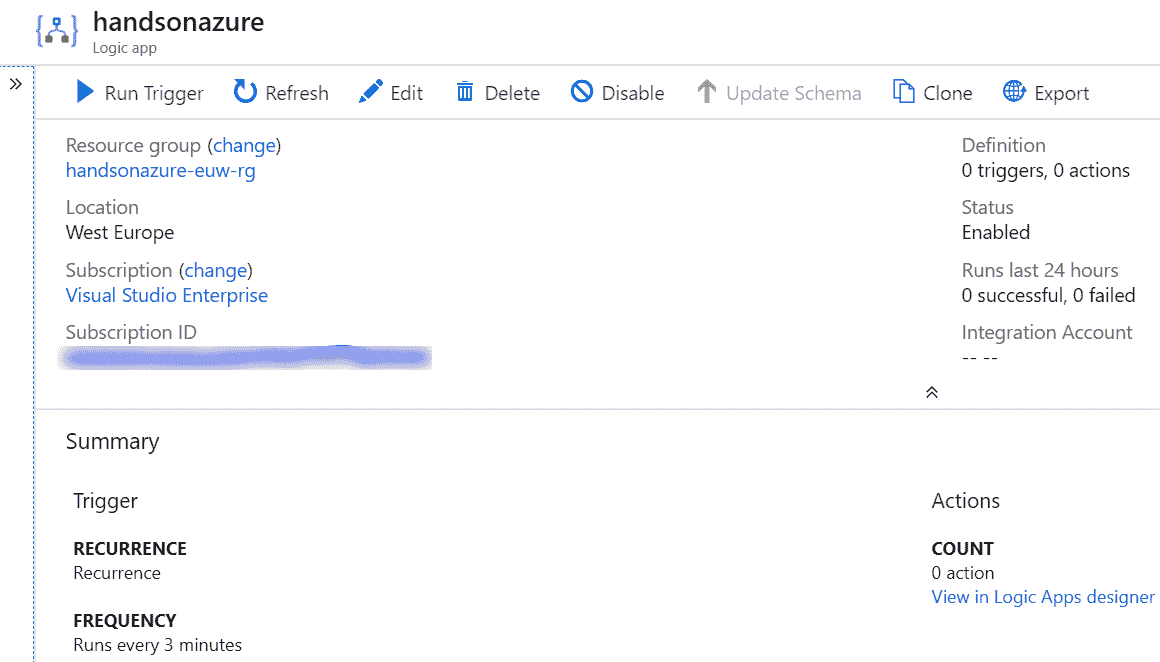 handsonazure
Logic app
Run Trigger Refresh Edit Delete Disable Update Schema Clone Export
Resource group (change)
handsonazure-euw-rg
Location
West Europe
Subscription (change)
Visual Studio Enterprise
Subscription ID
Definition
0 triggers, 0 actions
Status
Enabled
Runs last 24 hours
0 successful, 0 failed
Integration Account
-- --
Summary
Trigger
RECURRENCE
Recurrence
FREQUENCY
Runs every 3 minutes
Actions
COUNT
0 action
View in Logic Apps designer